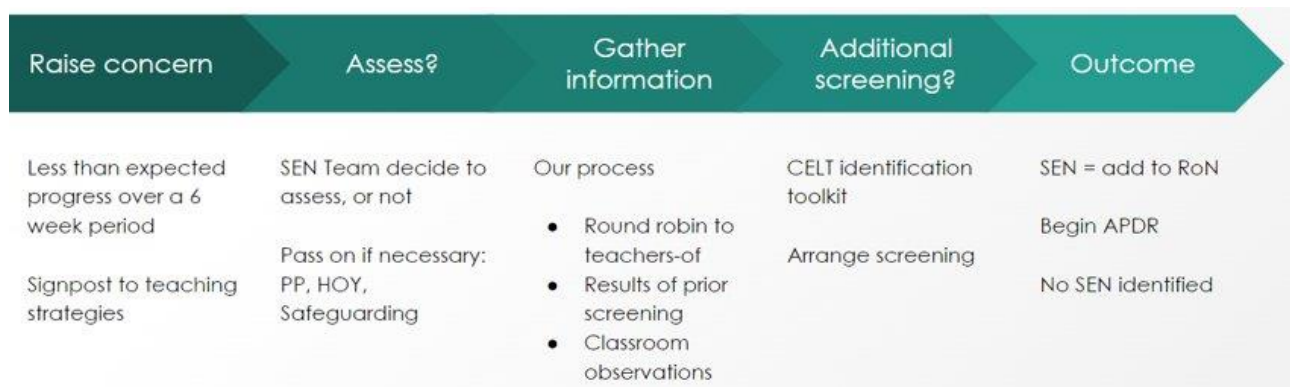 Raise concern
Assess?
Gather
information
Additional
screening?
Outcome
Less than expected
progress over a 6
week period
Signpost to teaching
strategies
SEN Team decide to
assess, or not
Pass on if necessary:
PP, HOY,
Safeguarding
Our process
● Round robin to
teachers-of
● Results of prior
screening
● Classroom
observations
CELT identification
toolkit
Arrange screening
SEN = add to RoN
Begin APDR
No SEN identified